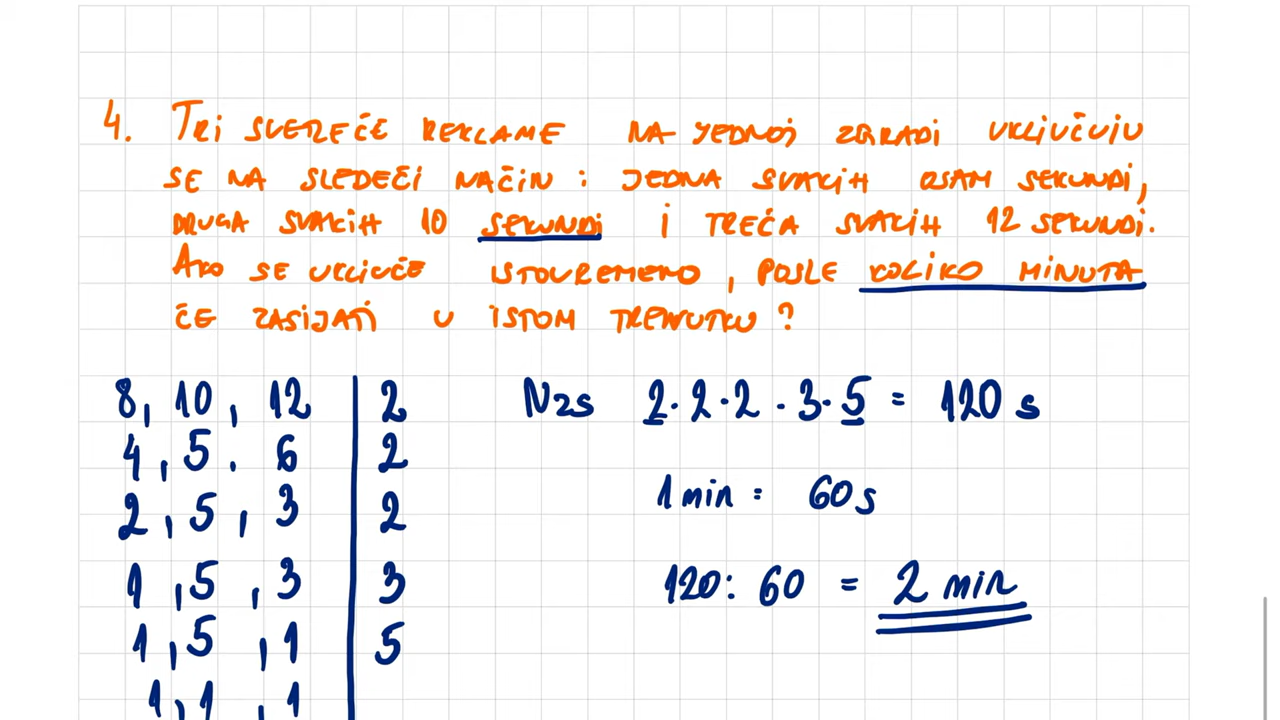 4. TRI SVETLEĆE REKLAME NA JEDNOJ ZGRADI UKLJUČUJU
SE NA SLEDEĆI NAČIN : JEDNA SVAKIH OSAM SEKUNDI,
DRUGA SVAKIH 10 SEKUNDI I TREĆA SVAKIH 12 SEKUNDI.
AKO SE UKLJUČE ISTOVREMENO, POSLE KOLIKO MINUTA
ĆE ZASIJATI U ISTOM TRENUTKU ?
8, 10, 12 | 2
4, 5. 6 | 2
2, 5, 3 | 2
1, 5, 3 | 3
1, 5, 1 | 5
1, 1, 1
NZS 2·2·2·3·5 = 120 s
1 min = 60 s
120 : 60 = 2 min